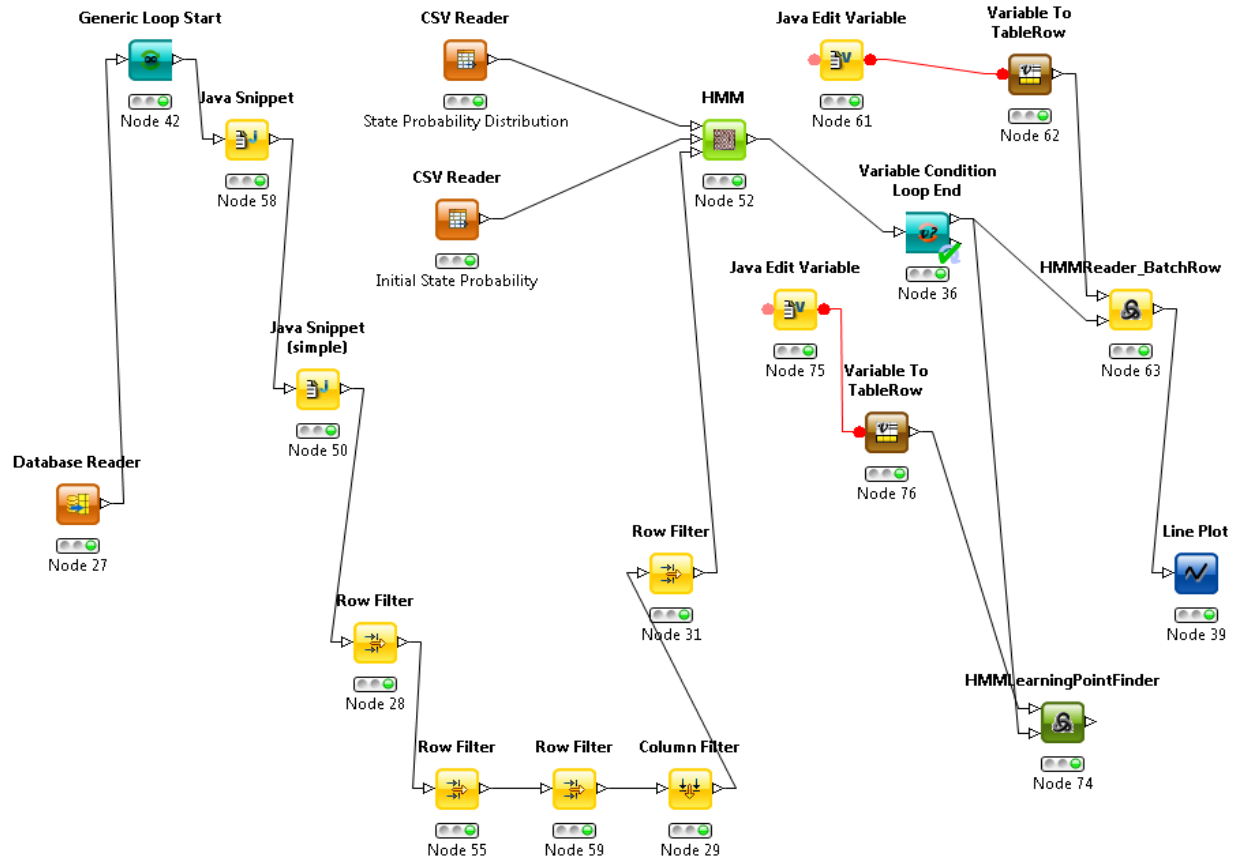 Generic Loop Start
Node 42
Java Snippet
Node 58
CSV Reader
State Probability Distribution
CSV Reader
Initial State Probability
HMM
Node 52
Java Edit Variable
Node 61
Variable To
TableRow
Node 62
Variable Condition
Loop End
Node 36
Java Edit Variable
Node 75
HMMReader_BatchRow
Node 63
Java Snippet
(simple)
Node 50
Variable To
TableRow
Node 76
Database Reader
Node 27
Row Filter
Node 31
Line Plot
Node 39
Row Filter
Node 28
HMMLearningPointFinder
Node 74
Row Filter
Node 55
Row Filter
Node 59
Column Filter
Node 29